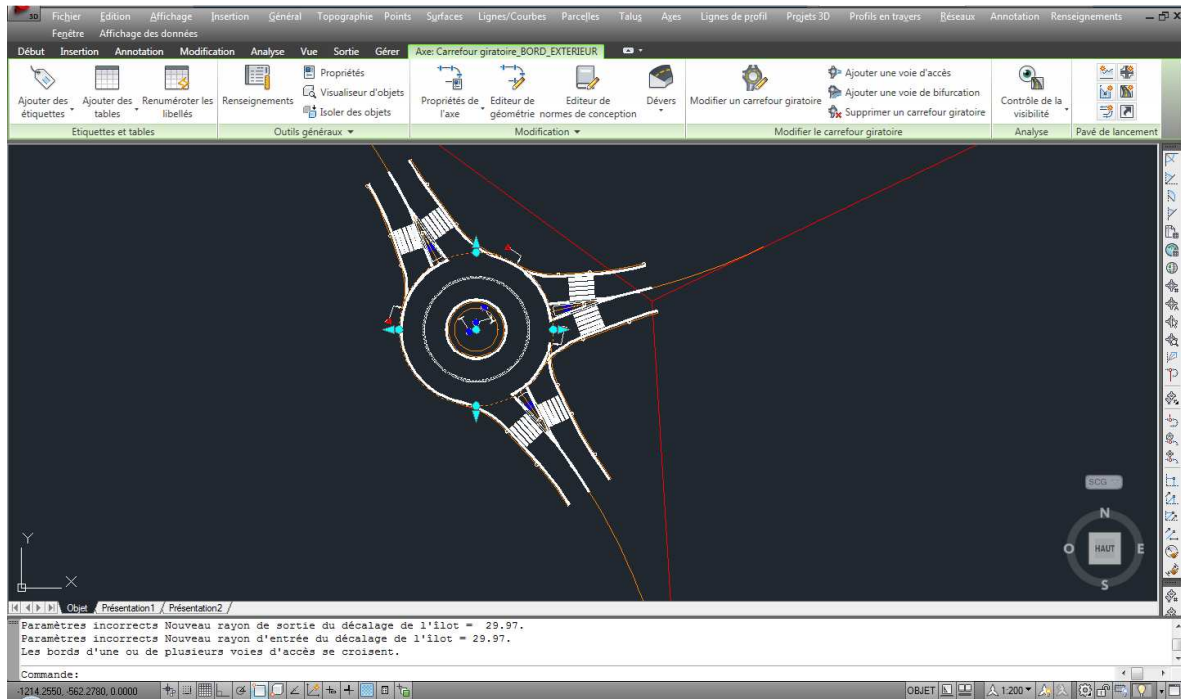 3D Fichier Edition Affichage Insertion Général Topographie Points Surfaces Lignes/Courbes Parcelles Talus Axes Lignes de profil Projets 3D Profils en travers Réseaux Annotation Renseignements
Fenêtre Affichage des données
Début Insertion Annotation Modification Analyse Vue Sortie Gérer Axe: Carrefour giratoire_BORD_EXTERIEUR
Propriétés Ajouter une voie d'accès
Visualiseur d'objets Ajouter une voie de bifurcation
Ajouter des Ajouter des Renuméroter les Renseignements Propriétés de Editeur de Editeur de Dévers Modifier un carrefour giratoire Contrôle de la
étiquettes tables libellés Isoler des objets l'axe géométrie normes de conception Supprimer un carrefour giratoire visibilité
Etiquettes et tables Outils généraux Modification Modifier le carrefour giratoire Analyse Pavé de lancement
SCG
N
O HAUT E
S
Y
X
Objet Présentation1 Présentation2
Paramètres incorrects Nouveau rayon de sortie du décalage de l'îlot = 29.97.
Paramètres incorrects Nouveau rayon d'entrée du décalage de l'îlot = 29.97.
Les bords d'une ou de plusieurs voies d'accès se croisent.
Commande:
-1214.2550, -562.2780, 0.0000 OBJET 1:200